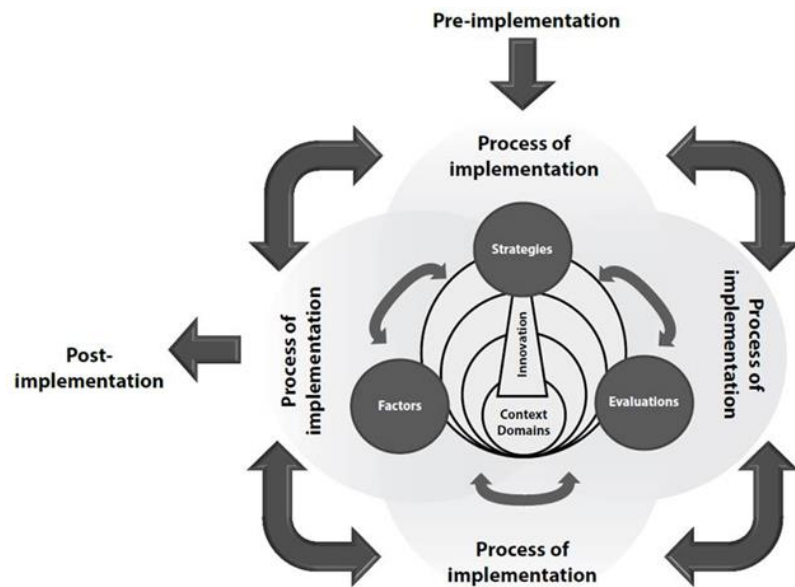 Pre-implementation
Process of
implementation
Strategies
Process of
implementation
Innovation
Process of
implementation
Post-
implementation
Factors
Context
Domains
Evaluations
Process of
implementation